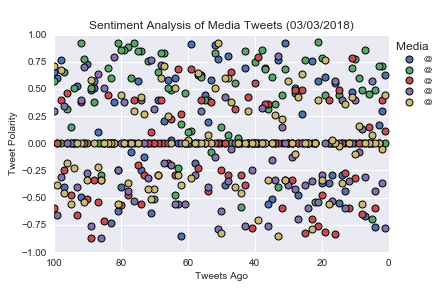 Sentiment Analysis of Media Tweets (03/03/2018)
Media
@
@
@
@
@
1.00
0.75
0.50
0.25
0.00
−0.25
−0.50
−0.75
−1.00
Tweet Polarity
100 80 60 40 20 0
Tweets Ago